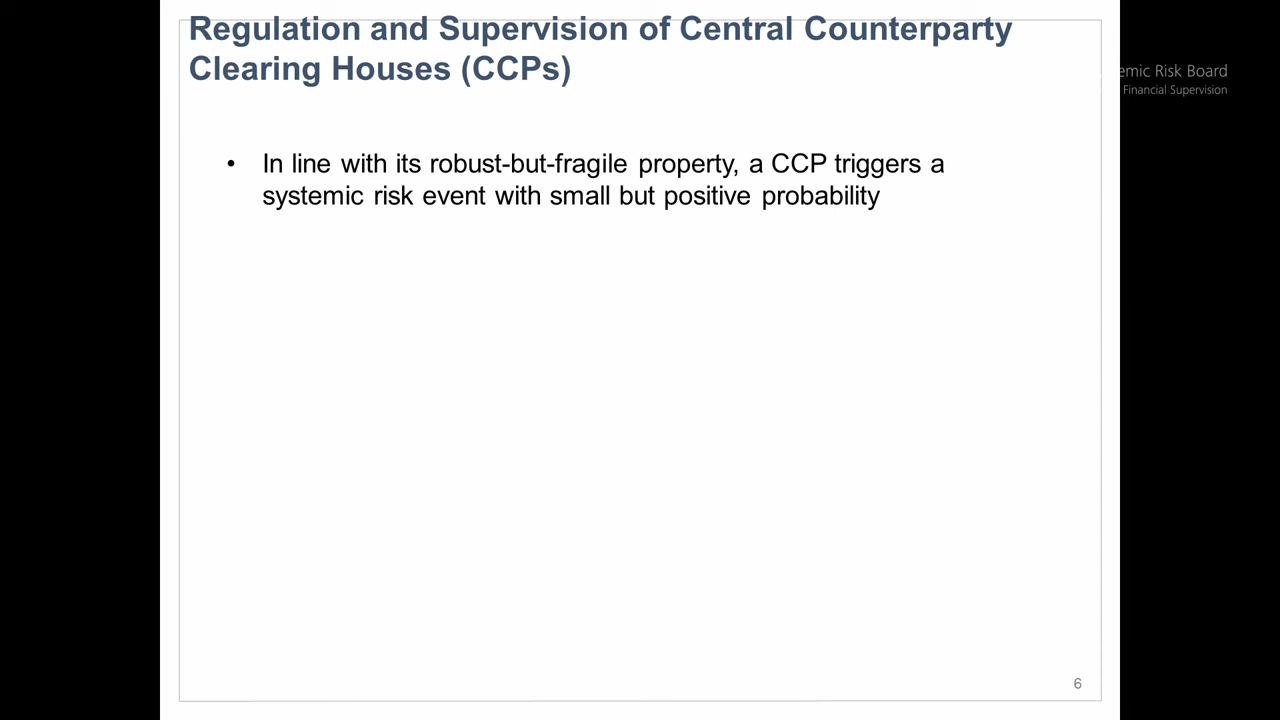 Regulation and Supervision of Central Counterparty
Clearing Houses (CCPs)
emic Risk Board
Financial Supervision
• In line with its robust-but-fragile property, a CCP triggers a
systemic risk event with small but positive probability
6